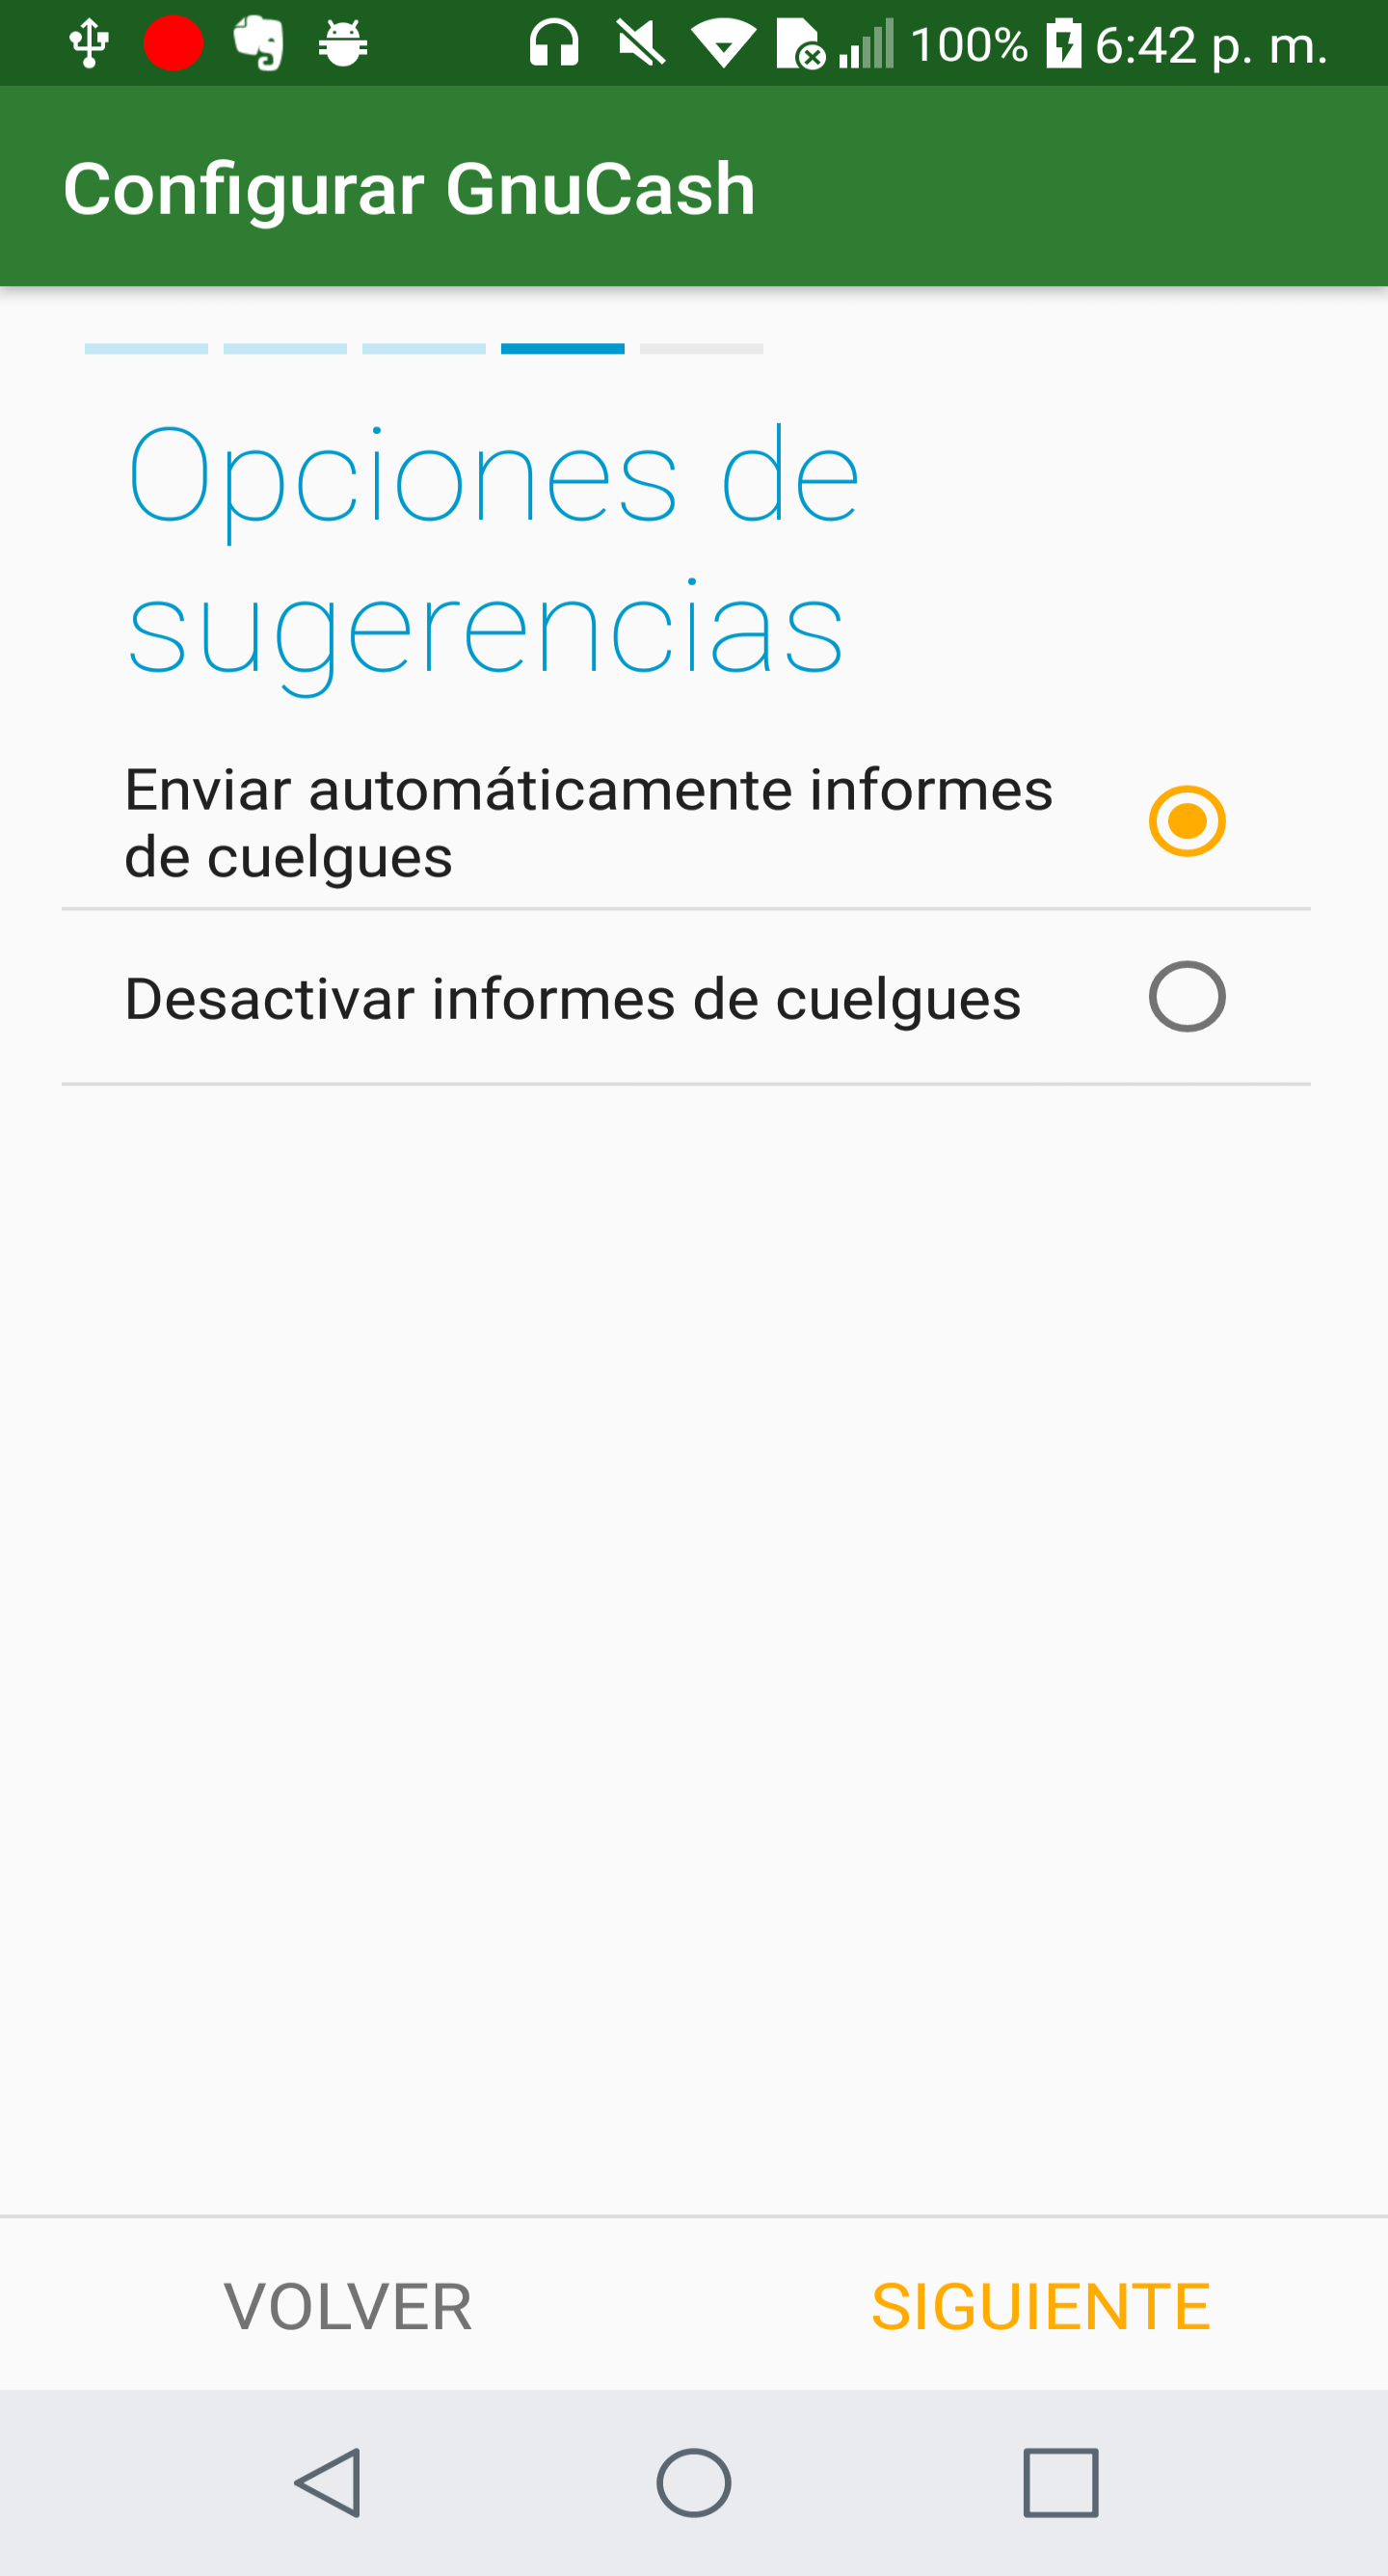 100% 6:42 p. m.
Configurar GnuCash
Opciones de
sugerencias
Enviar automáticamente informes
de cuelgues
Desactivar informes de cuelgues
VOLVER
SIGUIENTE